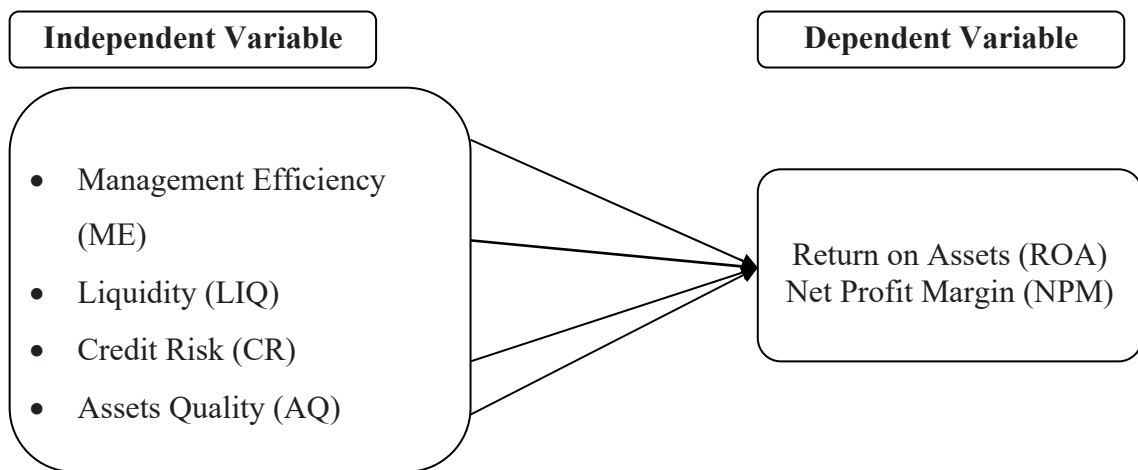 Independent Variable
Dependent Variable
• Management Efficiency
(ME)
• Liquidity (LIQ)
• Credit Risk (CR)
• Assets Quality (AQ)
Return on Assets (ROA)
Net Profit Margin (NPM)